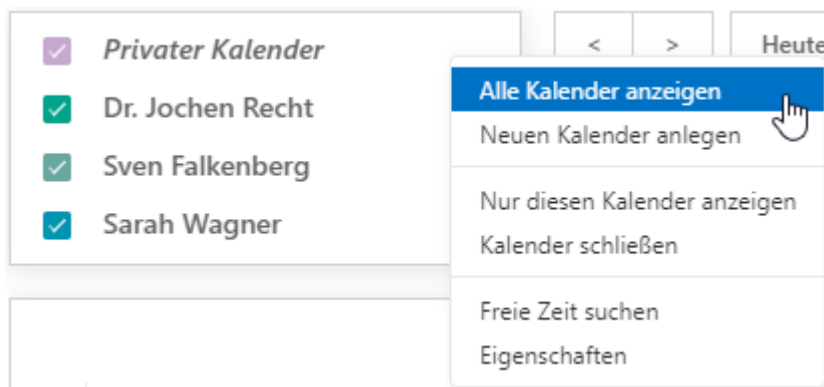 Privater Kalender
Dr. Jochen Recht
Sven Falkenberg
Sarah Wagner
< > Heute
Alle Kalender anzeigen
Neuen Kalender anlegen
Nur diesen Kalender anzeigen
Kalender schließen
Freie Zeit suchen
Eigenschaften